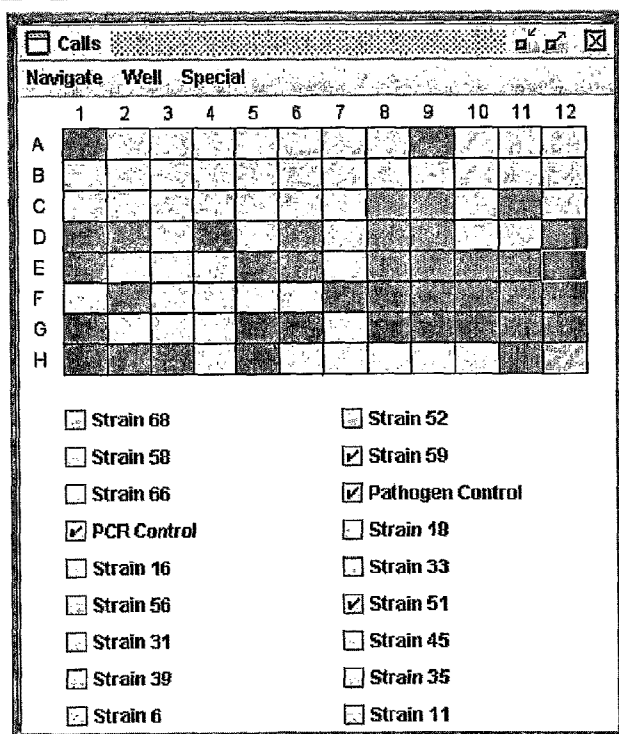 Calls
Navigate Well Special
1 2 3 4 5 6 7 8 9 10 11 12
A
B
C
D
E
F
G
H
Strain 68 Strain 52
Strain 58 Strain 59
Strain 66 Pathogen Control
PCR Control Strain 18
Strain 16 Strain 33
Strain 56 Strain 51
Strain 31 Strain 45
Strain 39 Strain 35
Strain 6 Strain 11